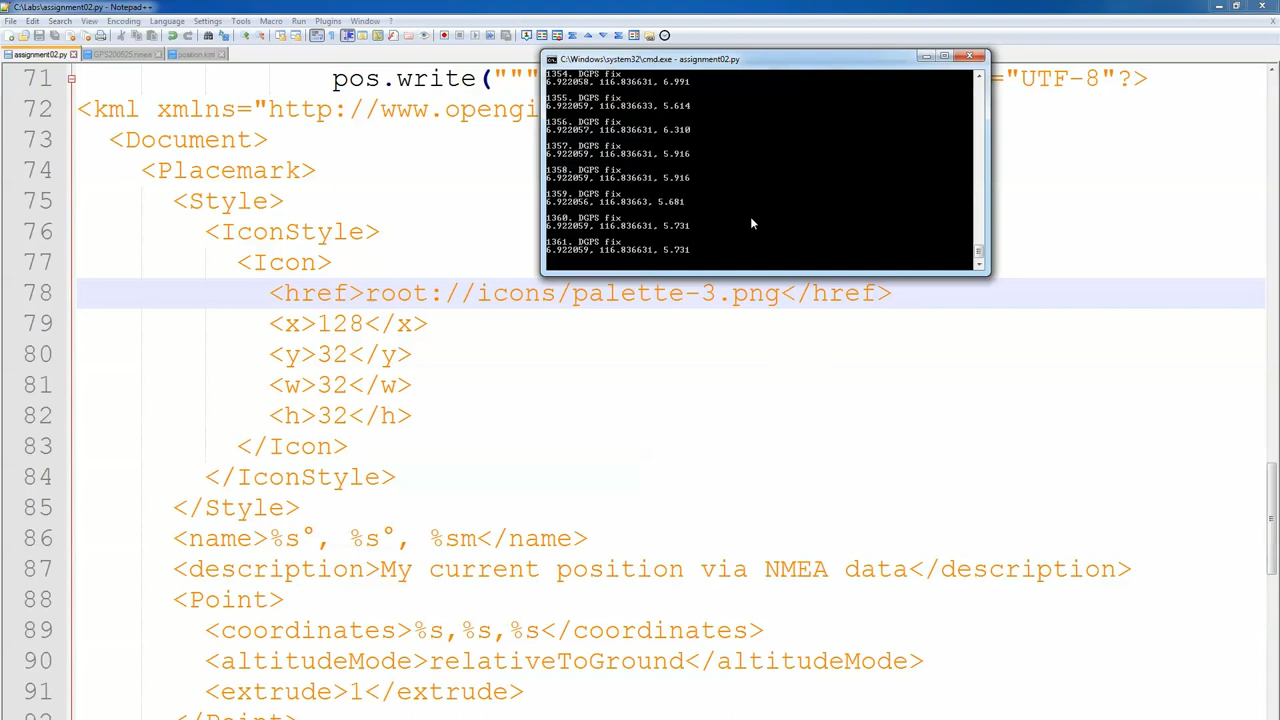 C:\Labs\assignment02.py - Notepad++
File Edit Search View Encoding Language Settings Tools Macro Run Plugins Window ?
assignment02.py GPS200525.nmea position.kml
71 pos.write("""
="UTF-8"?>
72 <kml xmlns="http://www.opengi
73 <Document>
74 <Placemark>
75 <Style>
76 <IconStyle>
77 <Icon>
78 <href>root://icons/palette-3.png</href>
79 <x>128</x>
80 <y>32</y>
81 <w>32</w>
82 <h>32</h>
83 </Icon>
84 </IconStyle>
85 </Style>
86 <name>%s°, %s°, %sm</name>
87 <description>My current position via NMEA data</description>
88 <Point>
89 <coordinates>%s,%s,%s</coordinates>
90 <altitudeMode>relativeToGround</altitudeMode>
91 <extrude>1</extrude>
C:\Windows\system32\cmd.exe - assignment02.py
1354. DGPS fix
6.922058, 116.836631, 6.991
1355. DGPS fix
6.922059, 116.836633, 5.614
1356. DGPS fix
6.922057, 116.836631, 6.310
1357. DGPS fix
6.922059, 116.836631, 5.916
1358. DGPS fix
6.922059, 116.836631, 5.916
1359. DGPS fix
6.922056, 116.83663, 5.681
1360. DGPS fix
6.922059, 116.836631, 5.731
1361. DGPS fix
6.922059, 116.836631, 5.731